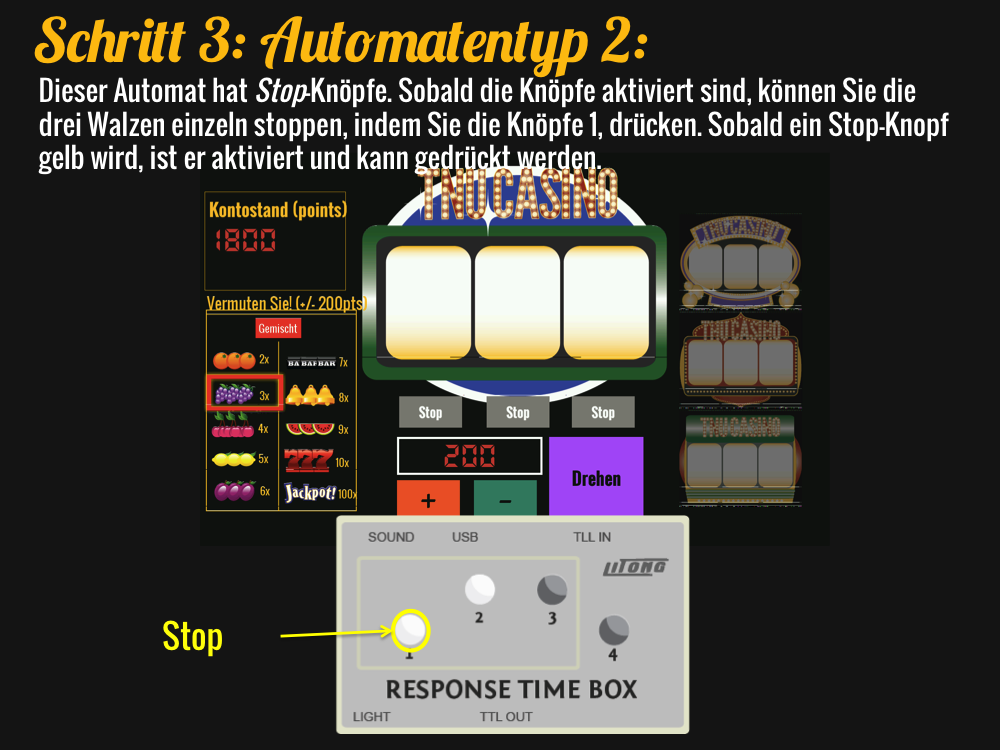 Schritt 3: Automatentyp 2:
Dieser Automat hat Stop-Knöpfe. Sobald die Knöpfe aktiviert sind, können Sie die
drei Walzen einzeln stoppen, indem Sie die Knöpfe 1, drücken. Sobald ein Stop-Knopf
gelb wird, ist er aktiviert und kann gedrückt werden.
TNUCASINO
Kontostand (points)
1800
Vermuten Sie! (+/- 200pts)
Gemischt
2x
BAR BAR BAR 7x
3x
8x
4x
9x
5x
777 10x
6x
Jackpot! 100x
TNUCASINO
TNUCASINO
TNUCASINO
Stop Stop Stop
200
Drehen
+ -
SOUND USB TLL IN
LITONG
2 3
1 4
Stop
RESPONSE TIME BOX
LIGHT TTL OUT